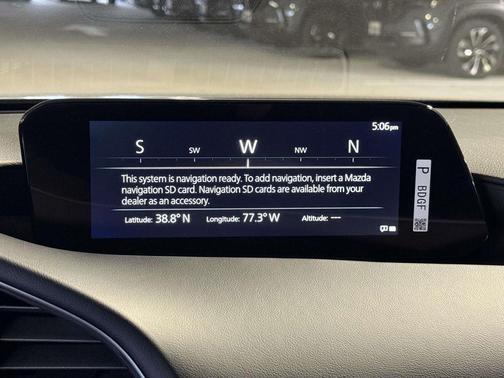 5:06pm
S SW W NW N
This system is navigation ready. To add navigation, insert a Mazda
navigation SD card. Navigation SD cards are available from your
dealer as an accessory.
Latitude: 38.8° N Longitude: 77.3° W Altitude: ---
P BDGF